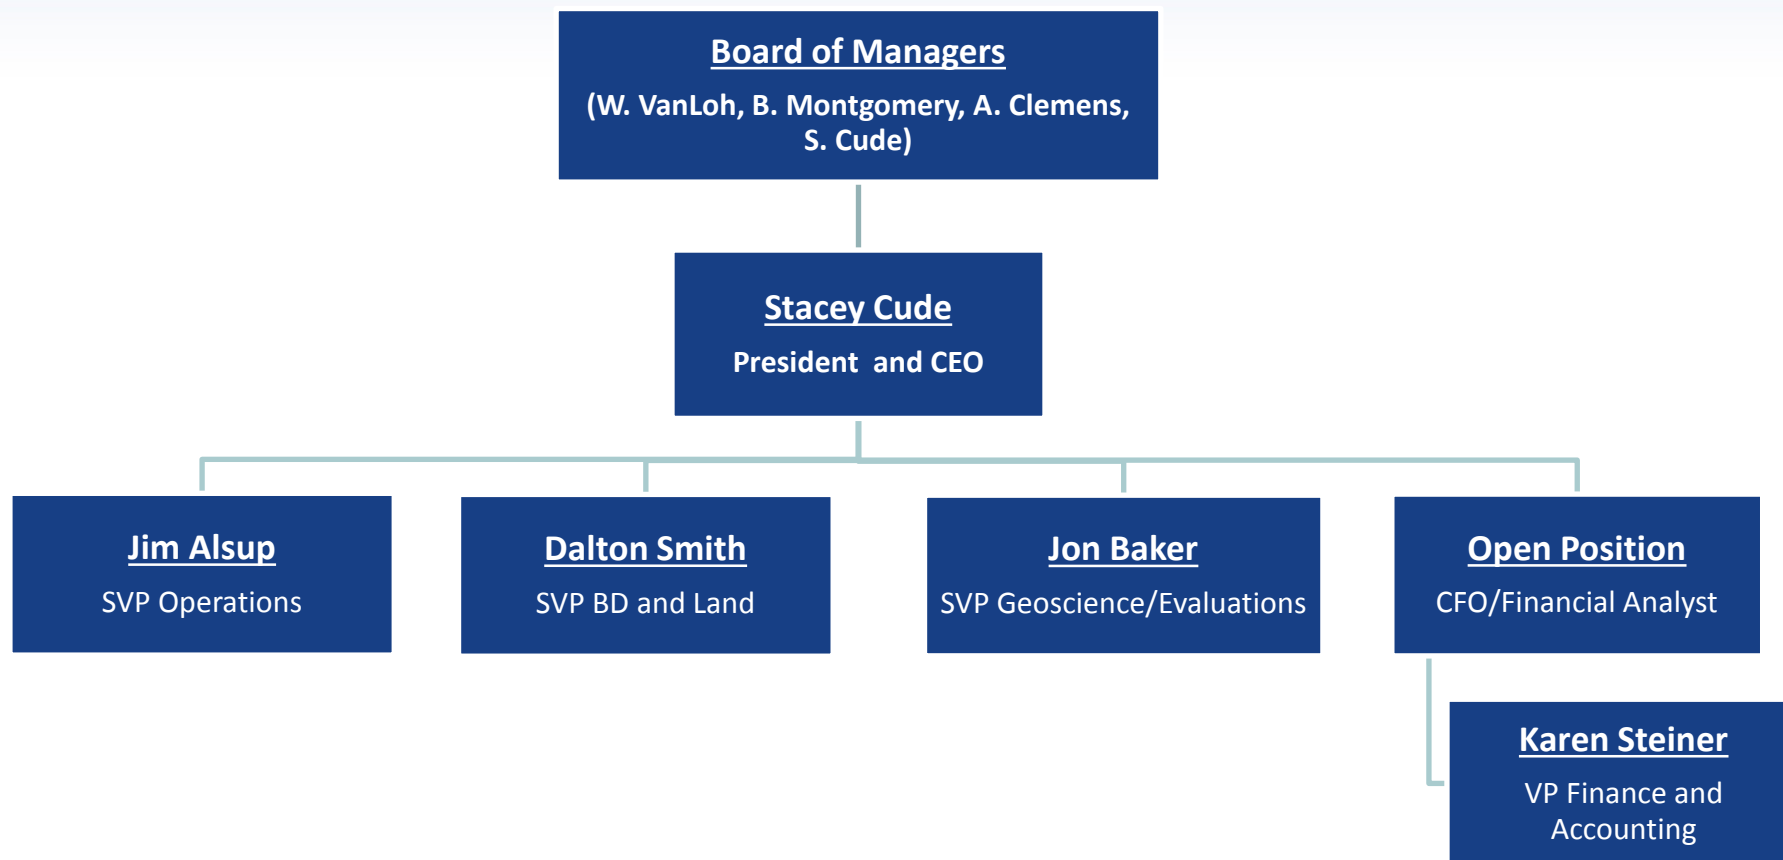 Board of Managers
(W. VanLoh, B. Montgomery, A. Clemens,
S. Cude)
Stacey Cude
President  and CEO
Jim Alsup
SVP Operations
Dalton Smith
SVP BD and Land
Jon Baker
SVP Geoscience/Evaluations
Open Position
CFO/Financial Analyst
Karen Steiner
VP Finance and
Accounting